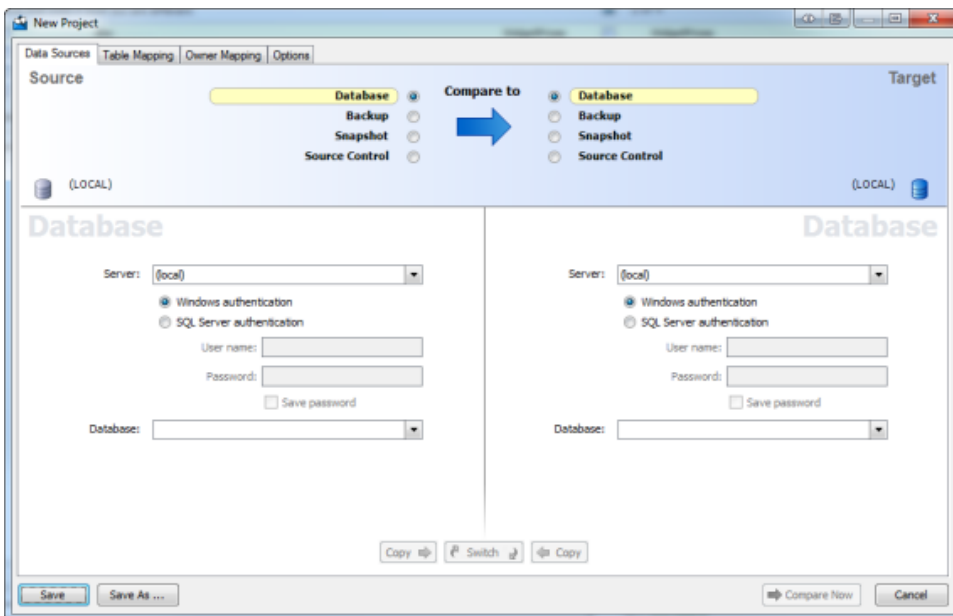 New Project
Data Sources Table Mapping Owner Mapping Options
Source Target
Compare to
Database Database
Backup Backup
Snapshot Snapshot
Source Control Source Control
(LOCAL) (LOCAL)
Database Database
Server: (local) Server: (local)
Windows authentication Windows authentication
SQL Server authentication SQL Server authentication
User name: User name:
Password: Password:
Save password Save password
Database: Database:
Copy Switch Copy
Save Save As ... Compare Now Cancel